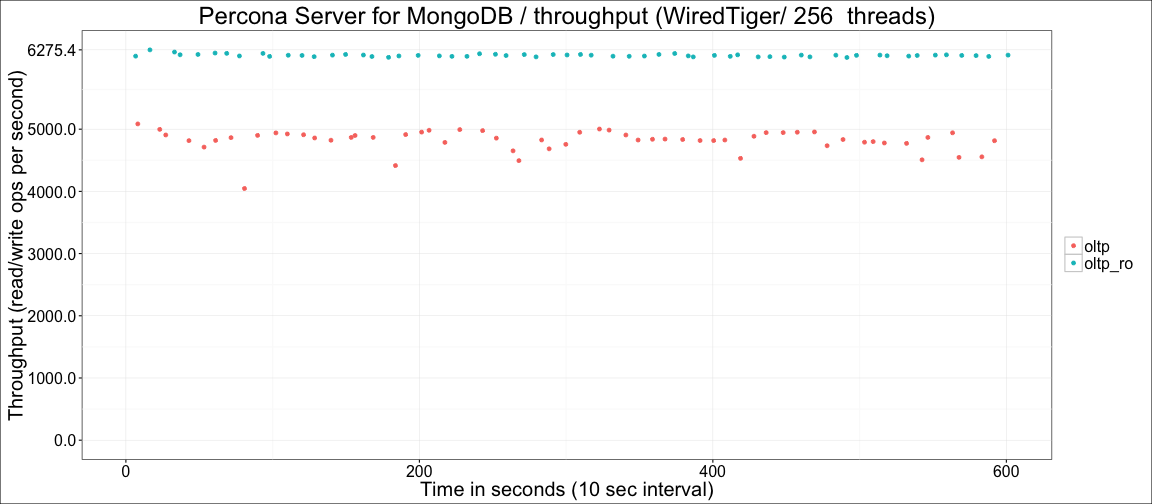 Percona Server for MongoDB / throughput (WiredTiger/ 256  threads)
Throughput (read/write ops per second)
6275.4
5000.0
4000.0
3000.0
2000.0
1000.0
0.0
oltp
oltp_ro
0 200 400 600
Time in seconds (10 sec interval)